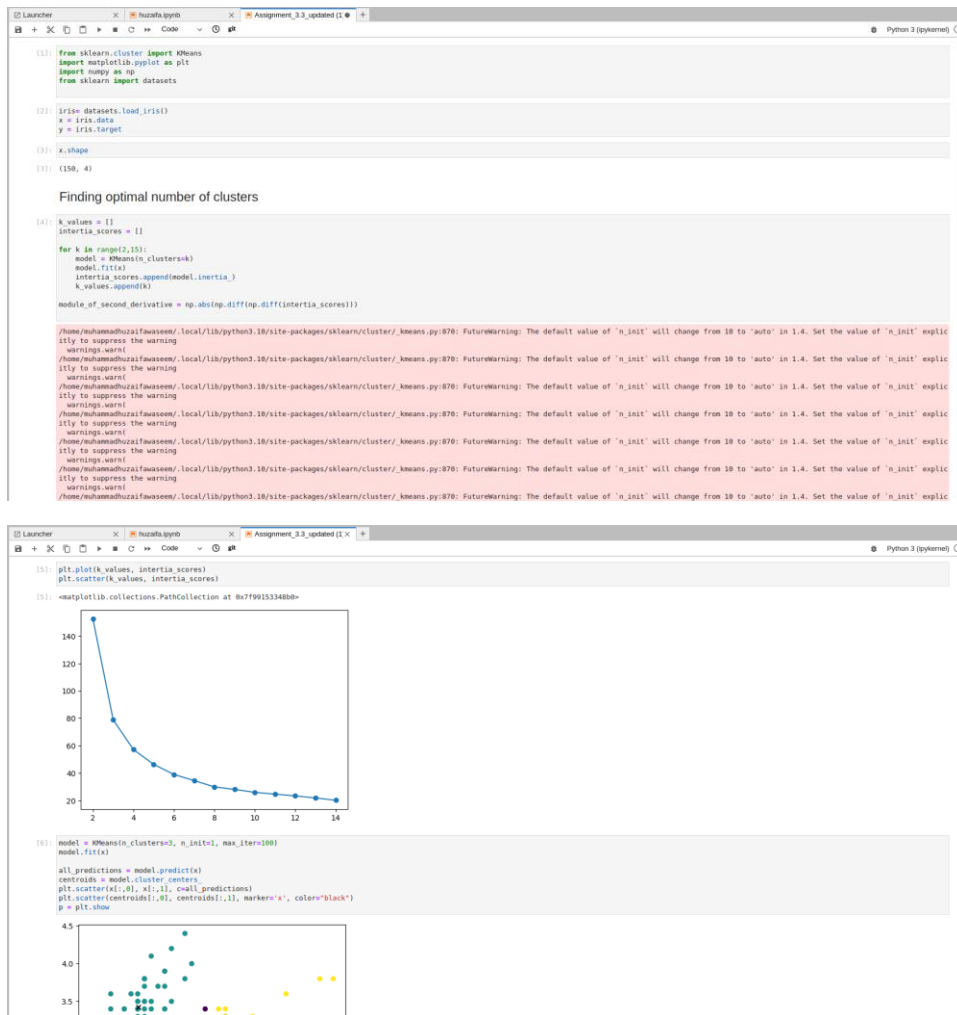 Launcher
huzaifa.ipynb
Assignment_3.3_updated (1
Code
git
Python 3 (ipykernel)
[1]: from sklearn.cluster import KMeans
import matplotlib.pyplot as plt
import numpy as np
from sklearn import datasets
[2]: iris= datasets.load_iris()
x = iris.data
y = iris.target
[3]: x.shape
[3]: (150, 4)
Finding optimal number of clusters
[4]: k_values = []
intertia_scores = []
for k in range(2,15):
model = KMeans(n_clusters=k)
model.fit(x)
intertia_scores.append(model.inertia_)
k_values.append(k)
module_of_second_derivative = np.abs(np.diff(np.diff(intertia_scores)))
/home/muhammadhuzaifawaseem/.local/lib/python3.10/site-packages/sklearn/cluster/_kmeans.py:870: FutureWarning: The default value of `n_init` will change from 10 to 'auto' in 1.4. Set the value of `n_init` explic
itly to suppress the warning
warnings.warn(
/home/muhammadhuzaifawaseem/.local/lib/python3.10/site-packages/sklearn/cluster/_kmeans.py:870: FutureWarning: The default value of `n_init` will change from 10 to 'auto' in 1.4. Set the value of `n_init` explic
itly to suppress the warning
warnings.warn(
/home/muhammadhuzaifawaseem/.local/lib/python3.10/site-packages/sklearn/cluster/_kmeans.py:870: FutureWarning: The default value of `n_init` will change from 10 to 'auto' in 1.4. Set the value of `n_init` explic
itly to suppress the warning
warnings.warn(
/home/muhammadhuzaifawaseem/.local/lib/python3.10/site-packages/sklearn/cluster/_kmeans.py:870: FutureWarning: The default value of `n_init` will change from 10 to 'auto' in 1.4. Set the value of `n_init` explic
itly to suppress the warning
warnings.warn(
/home/muhammadhuzaifawaseem/.local/lib/python3.10/site-packages/sklearn/cluster/_kmeans.py:870: FutureWarning: The default value of `n_init` will change from 10 to 'auto' in 1.4. Set the value of `n_init` explic
itly to suppress the warning
warnings.warn(
/home/muhammadhuzaifawaseem/.local/lib/python3.10/site-packages/sklearn/cluster/_kmeans.py:870: FutureWarning: The default value of `n_init` will change from 10 to 'auto' in 1.4. Set the value of `n_init` explic
itly to suppress the warning
warnings.warn(
/home/muhammadhuzaifawaseem/.local/lib/python3.10/site-packages/sklearn/cluster/_kmeans.py:870: FutureWarning: The default value of `n_init` will change from 10 to 'auto' in 1.4. Set the value of `n_init` explic
Launcher
huzaifa.ipynb
Assignment_3.3_updated (1
Code
git
Python 3 (ipykernel)
[5]: plt.plot(k_values, intertia_scores)
plt.scatter(k_values, intertia_scores)
[5]: <matplotlib.collections.PathCollection at 0x7f99153348b0>
140
120
100
80
60
40
20
2 4 6 8 10 12 14
[6]: model = KMeans(n_clusters=3, n_init=1, max_iter=100)
model.fit(x)
all_predictions = model.predict(x)
centroids = model.cluster_centers_
plt.scatter(x[:,0], x[:,1], c=all_predictions)
plt.scatter(centroids[:,0], centroids[:,1], marker='x', color="black")
p = plt.show
4.5
4.0
3.5